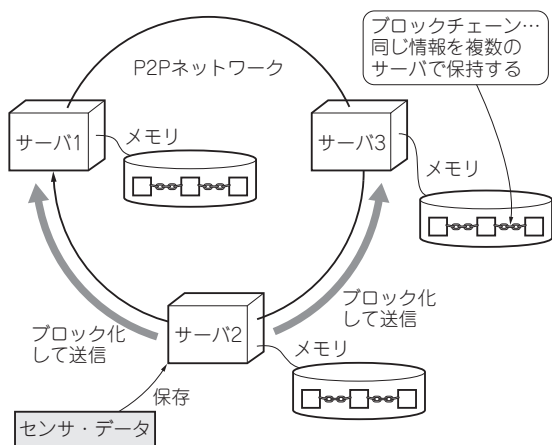 ブロックチェーン…
同じ情報を複数の
サーバで保持する
P2Pネットワーク
サーバ1
メモリ
サーバ3
メモリ
ブロック化
して送信
サーバ2
ブロック化
して送信
メモリ
保存
センサ・データ